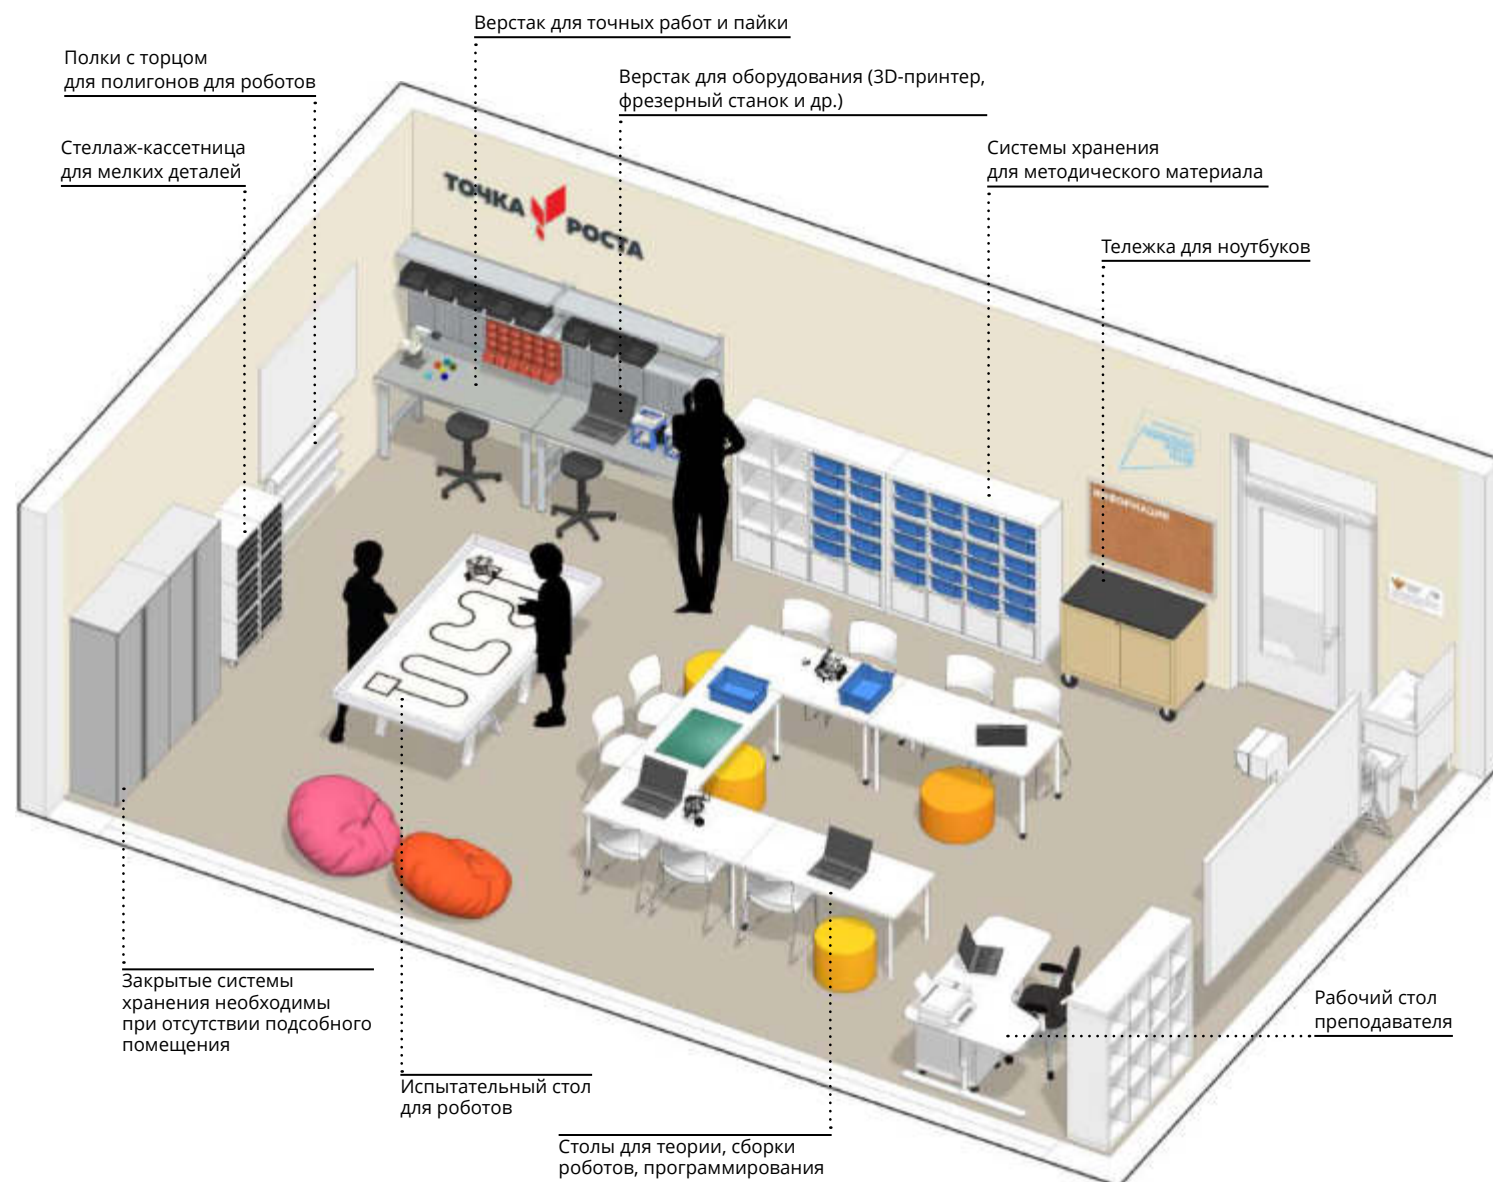 Верстак для точных работ и пайки
Полки с торцом
для полигонов для роботов
Верстак для оборудования (3D-принтер,
фрезерный станок и др.)
Стеллаж-кассетница
для мелких деталей
Системы хранения
для методического материала
Тележка для ноутбуков
ТОЧКА РОСТА
ИНФОРМАЦИЯ
Закрытые системы
хранения необходимы
при отсутствии подсобного
помещения
Рабочий стол
преподавателя
Испытательный стол
для роботов
Столы для теории, сборки
роботов, программирования